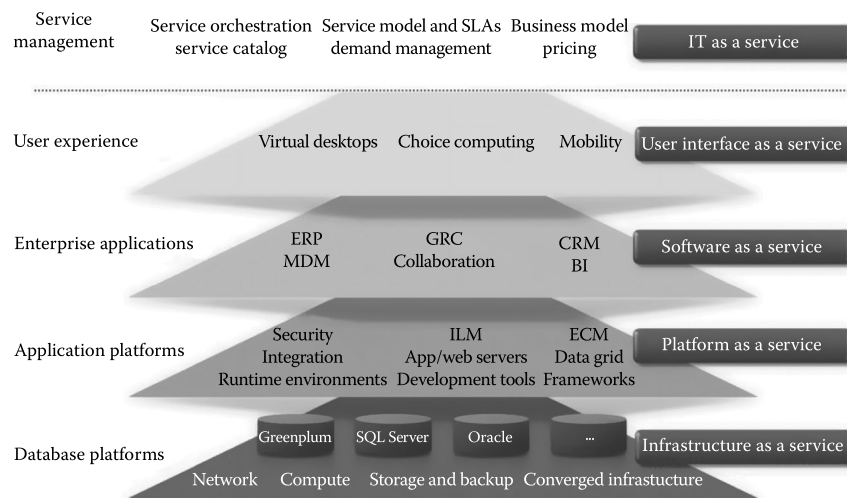 Service management
Service orchestration service catalog
Service model and SLAs demand management
Business model pricing
IT as a service
User experience
Virtual desktops
Choice computing
Mobility
User interface as a service
Enterprise applications
ERP
MDM
GRC
Collaboration
CRM
BI
Software as a service
Application platforms
Security
Integration
Runtime environments
ILM
App/web servers
Development tools
ECM
Data grid
Frameworks
Platform as a service
Database platforms
Greenplum
SQL Server
Oracle
...
Infrastructure as a service
Network
Compute
Storage and backup
Converged infrastucture